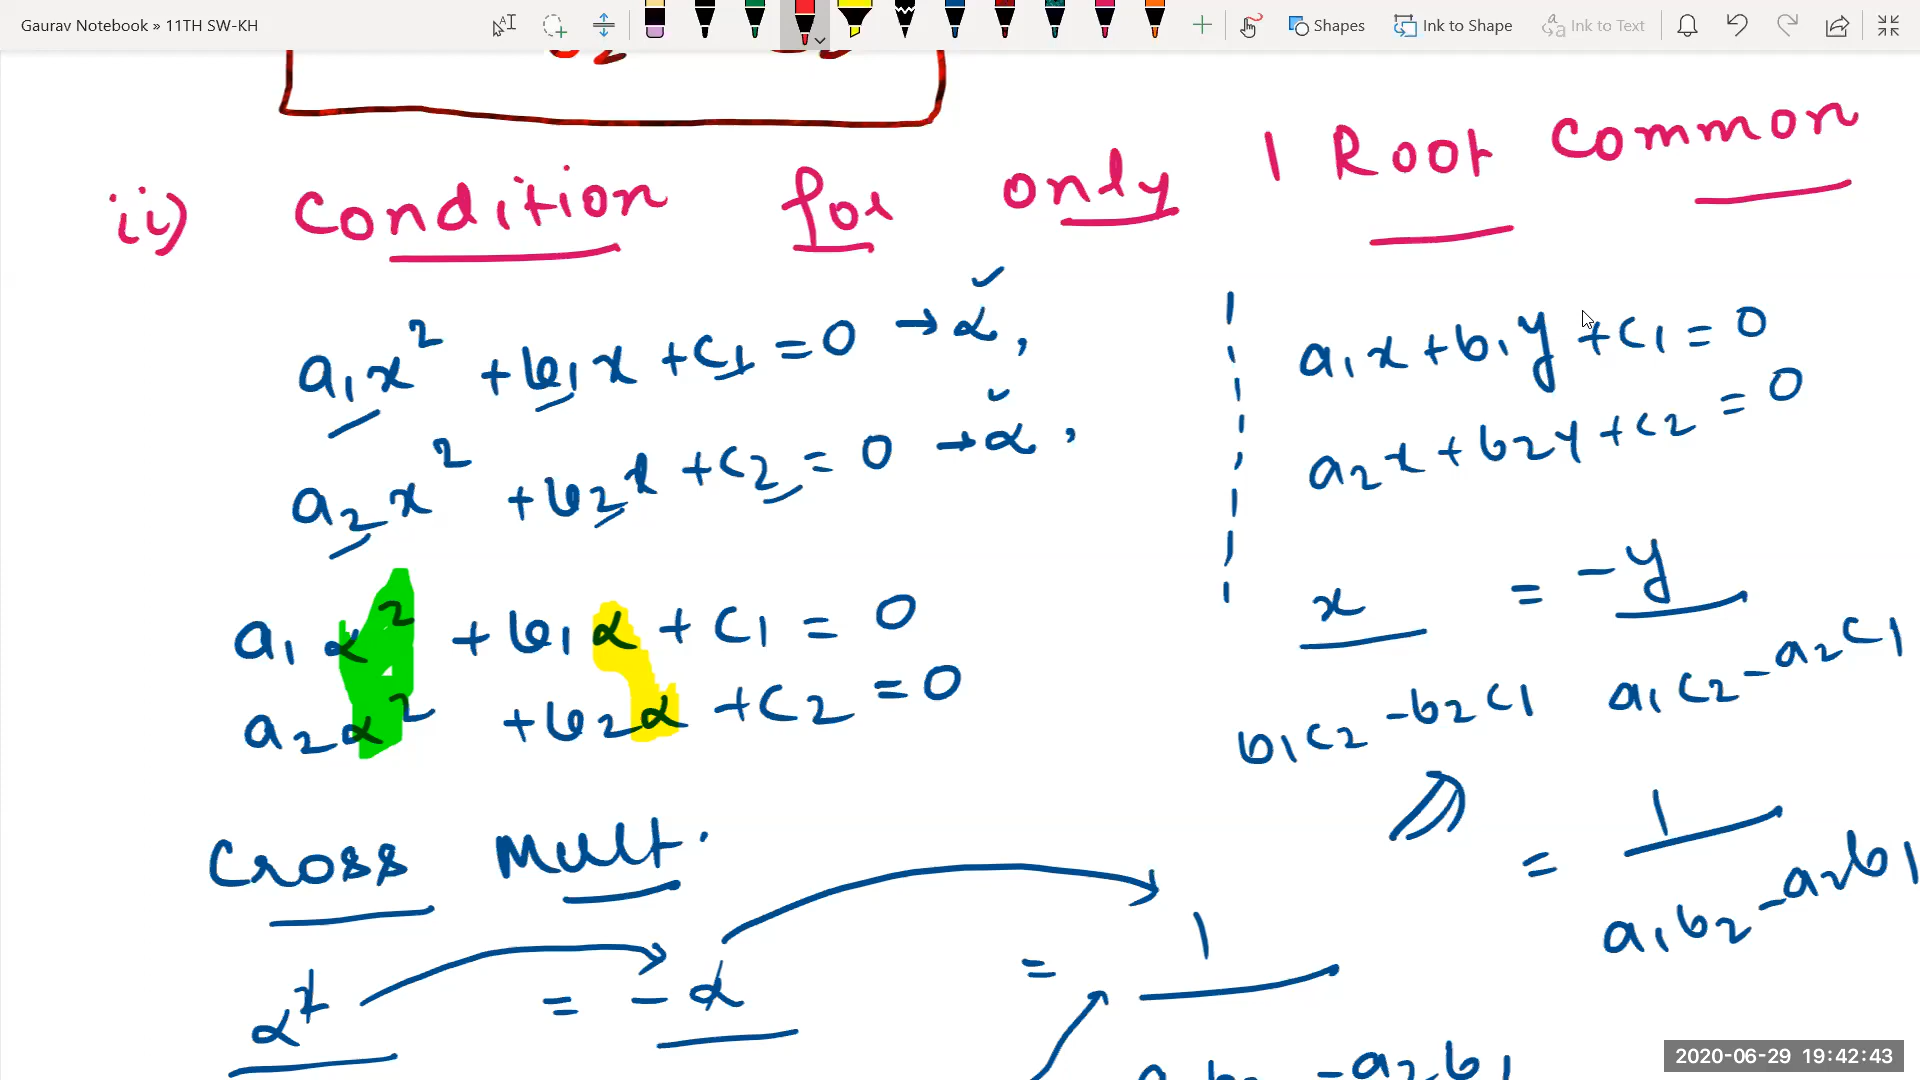 Gaurav Notebook » 11TH SW-KH
Shapes
Ink to Shape
Ink to Text
ii) Condition for only 1 Root Common
a₁x² + b₁x + c₁ = 0 → α,
a₂x² + b₂x + c₂ = 0 → α,
a₁α² + b₁α + c₁ = 0
a₂α² + b₂α + c₂ = 0
Cross Mult.
α² = -α = 1
a₁b₂ - a₂b₁
a₁x + b₁y + c₁ = 0
a₂x + b₂y + c₂ = 0
x = -y
b₁c₂ - b₂c₁ a₁c₂ - a₂c₁
= 1
a₁b₂ - a₂b₁
2020-06-29 19:42:43